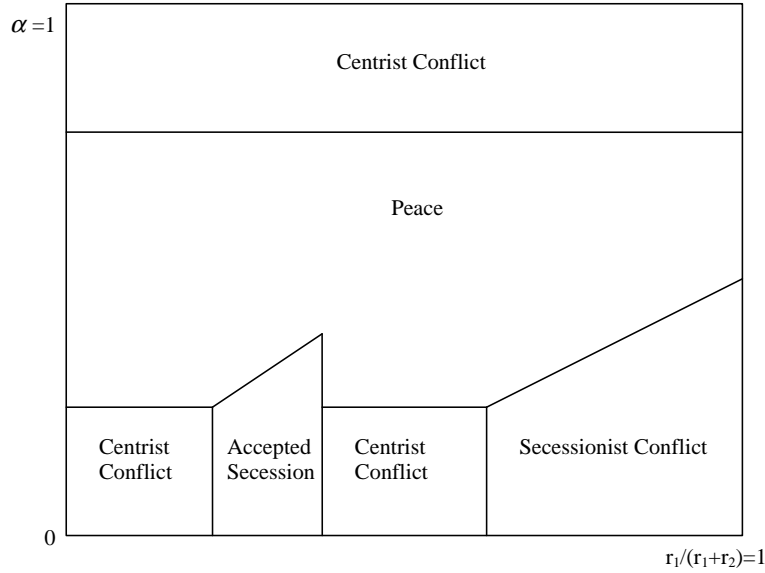 α =1
Centrist Conflict
Peace
Centrist
Conflict
Accepted
Secession
Centrist
Conflict
Secessionist Conflict
0
r₁/(r₁+r₂)=1